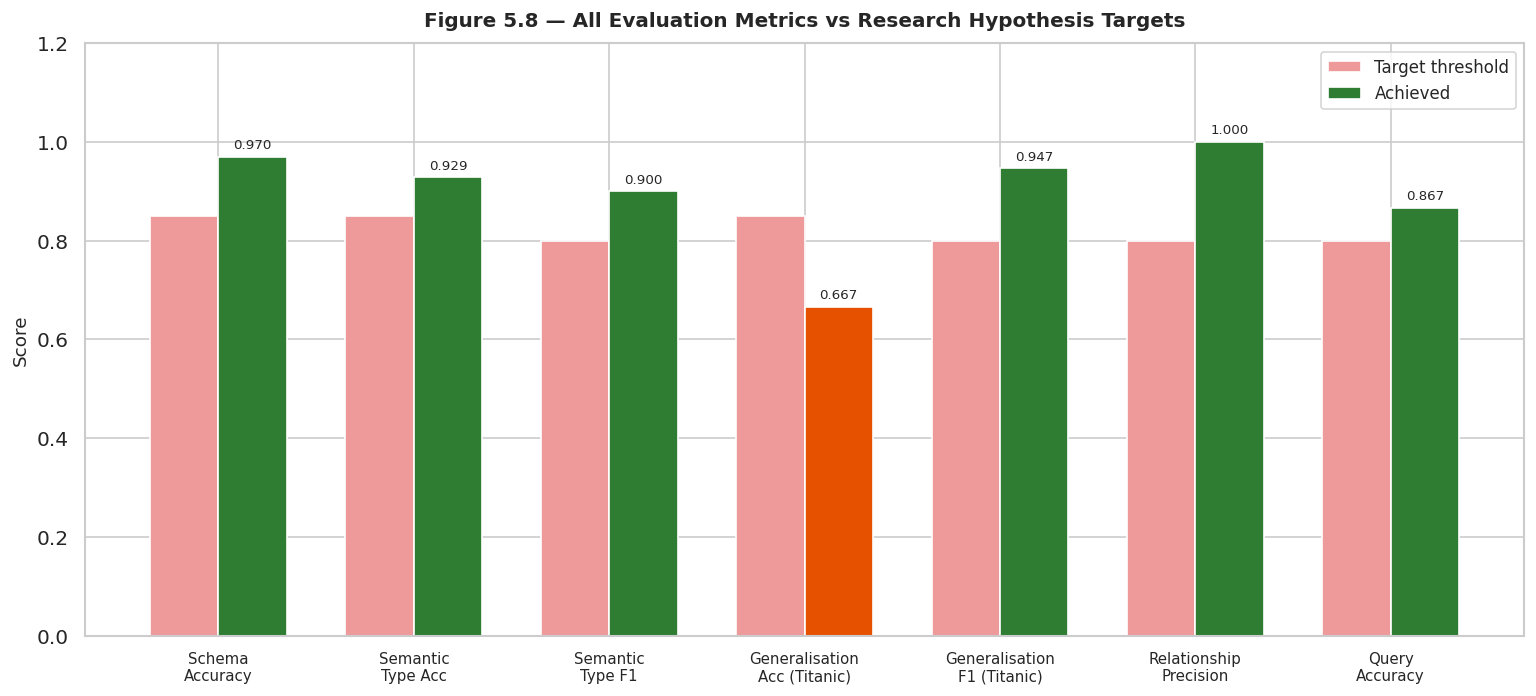 Figure 5.8 — All Evaluation Metrics vs Research Hypothesis Targets
Target threshold
Achieved
Score
1.2
1.0
0.8
0.6
0.4
0.2
0.0
0.970
0.929
0.900
0.667
0.947
1.000
0.867
Schema
Accuracy
Semantic
Type Acc
Semantic
Type F1
Generalisation
Acc (Titanic)
Generalisation
F1 (Titanic)
Relationship
Precision
Query
Accuracy